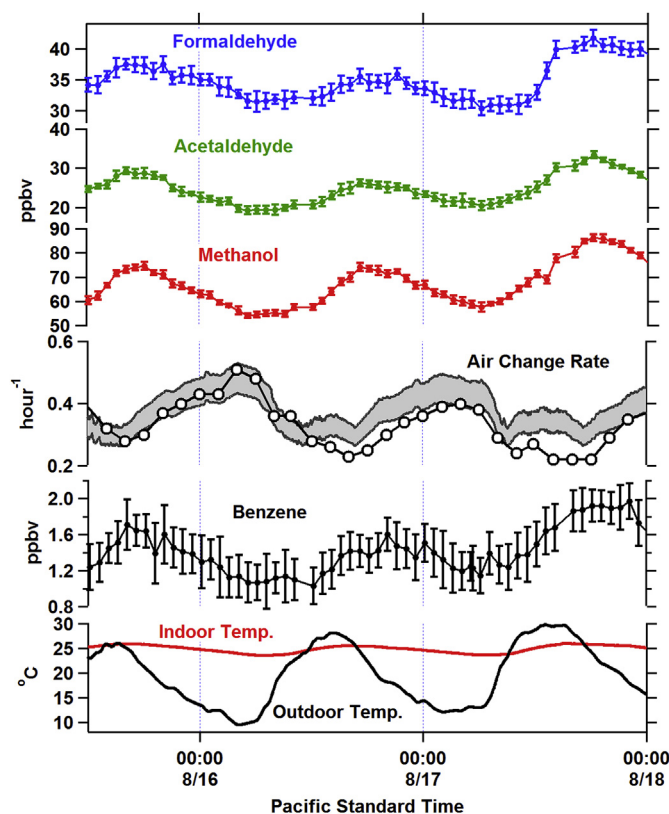 Formaldehyde
40
35
30
40
Acetaldehyde
30
20
ppbv
90
Methanol
80
70
60
50
0.6
Air Change Rate
0.4
0.2
hour-1
2.0
Benzene
1.6
1.2
0.8
ppbv
30
Indoor Temp.
25
20
15
Outdoor Temp.
10
°C
00:00 00:00 00:00
8/16 8/17 8/18
Pacific Standard Time